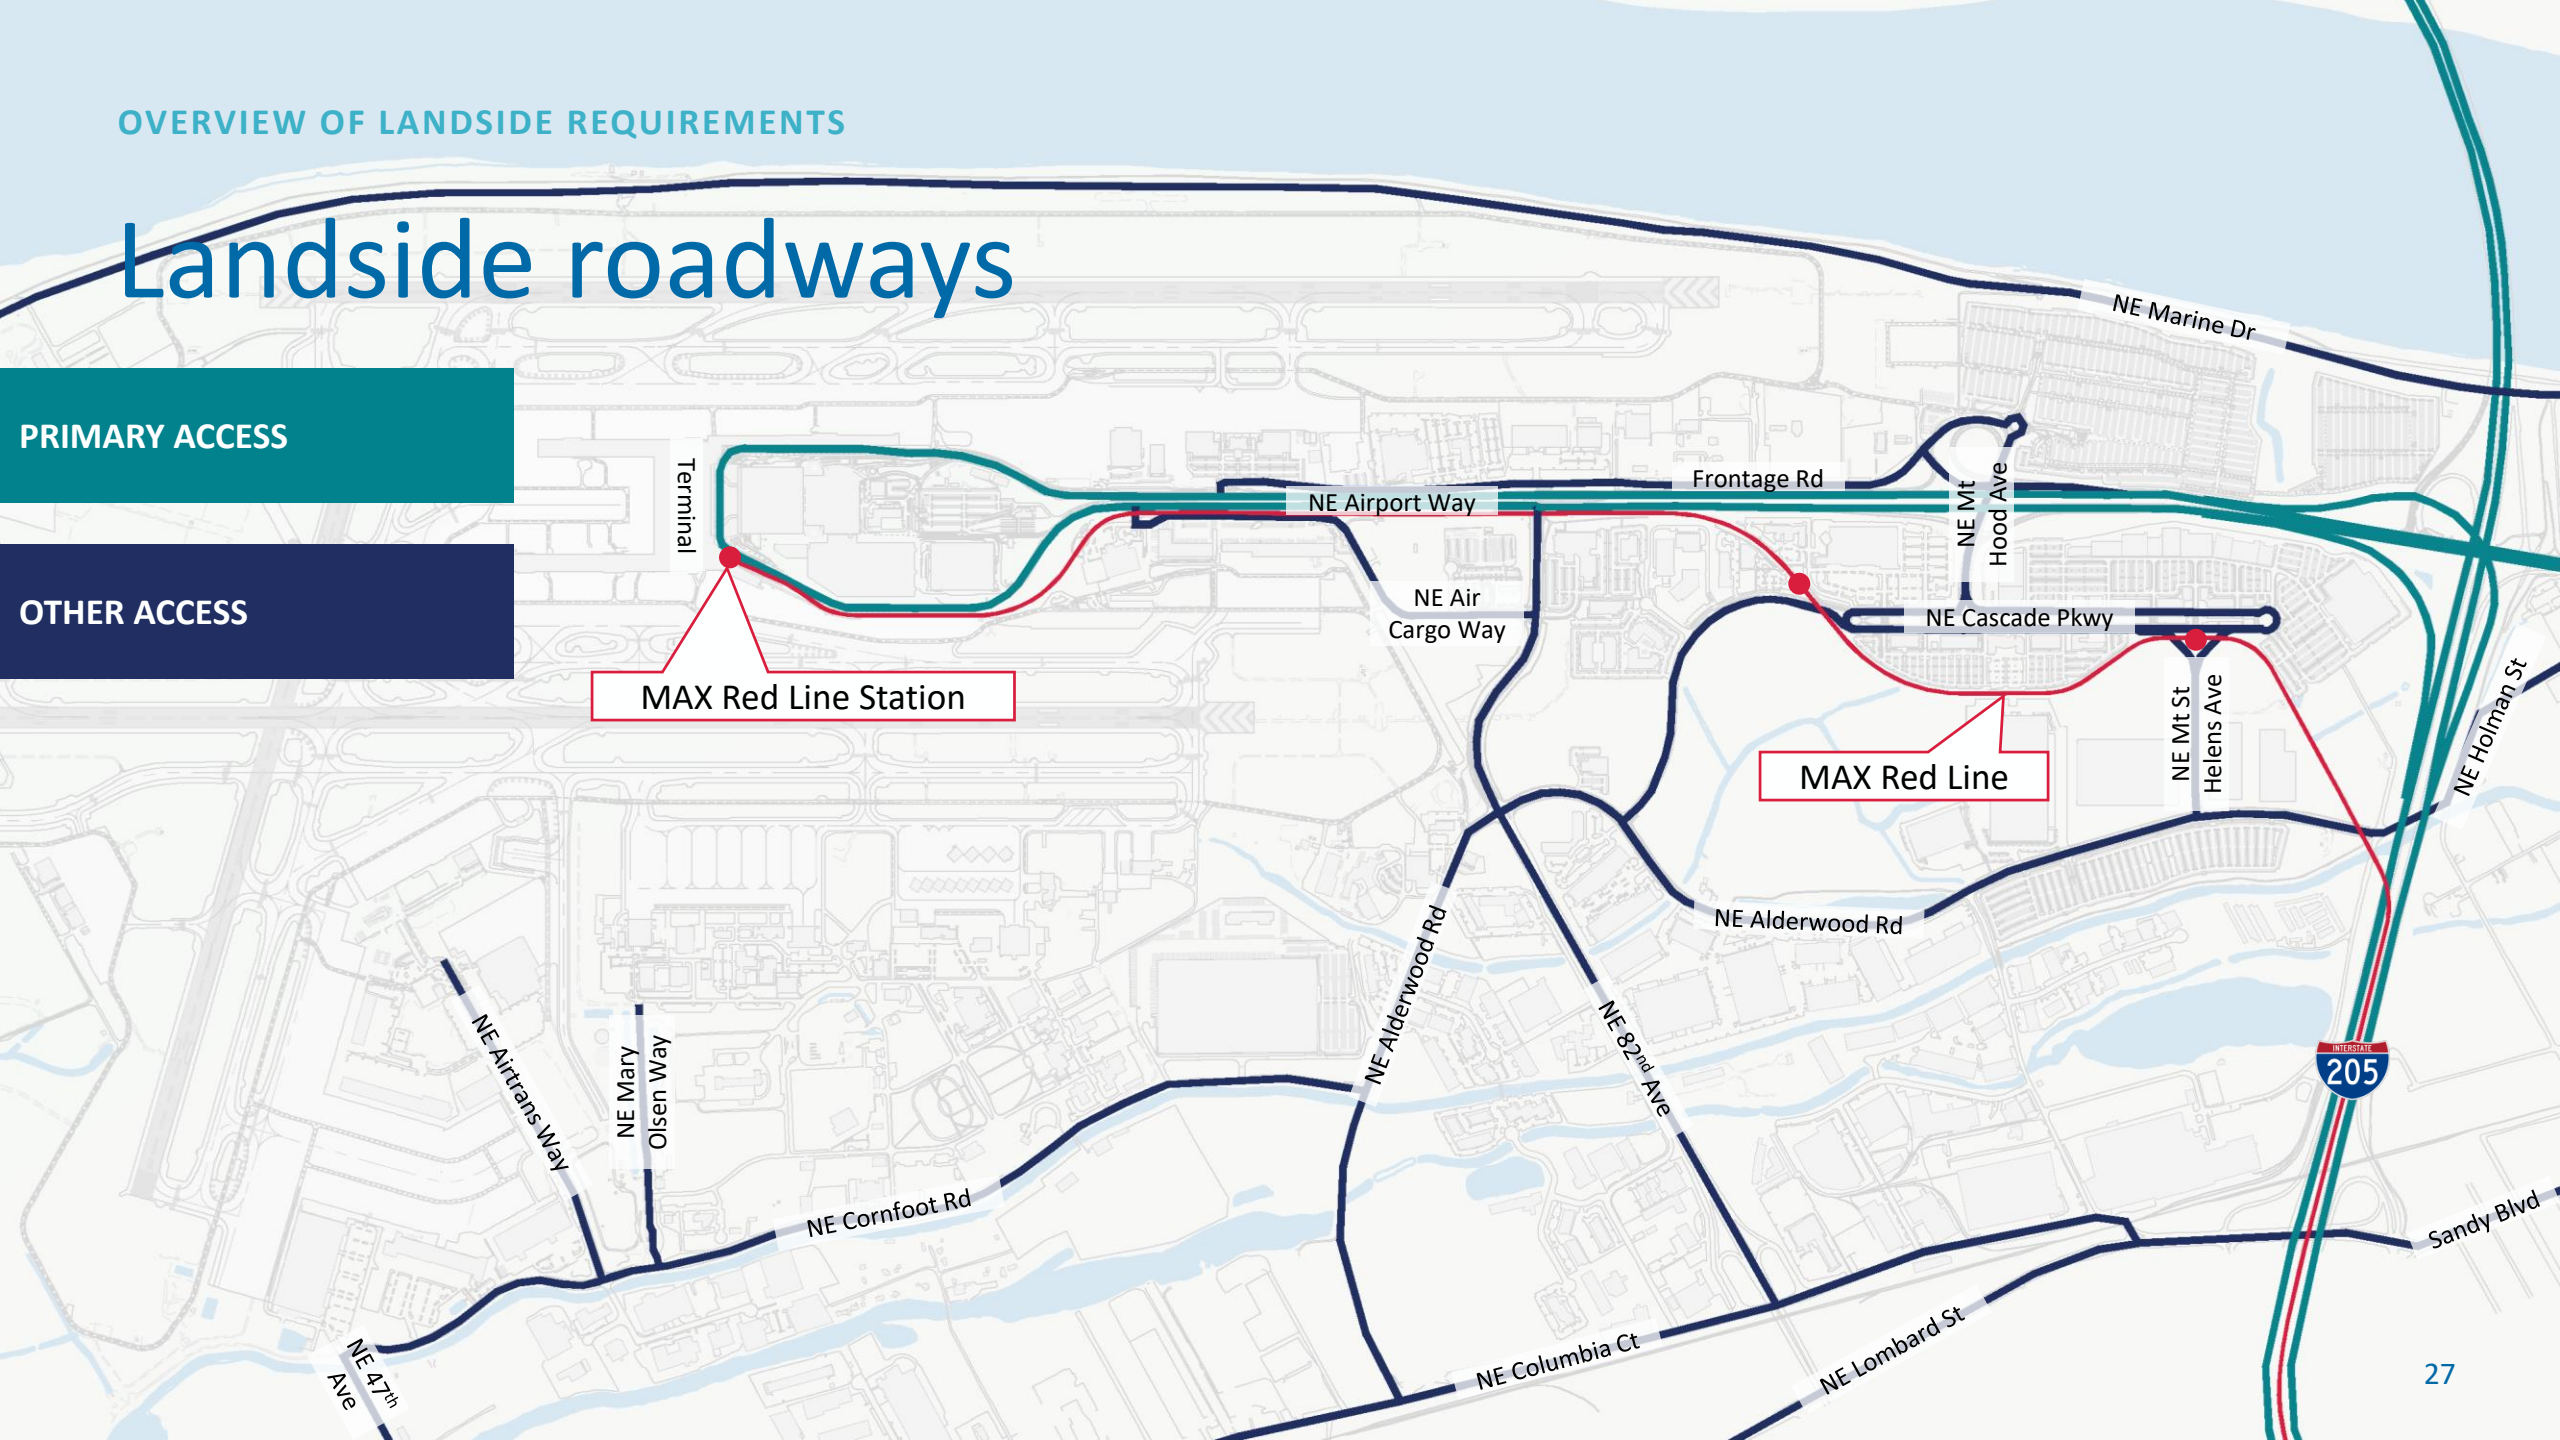 OVERVIEW OF LANDSIDE REQUIREMENTS
Landside roadways
NE Marine Dr
PRIMARY ACCESS
Terminal
Frontage Rd
NE Airport Way
NE Mt
Hood Ave
OTHER ACCESS
NE Air
Cargo Way
NE Cascade Pkwy
MAX Red Line Station
NE Mt St
Helens Ave
NE Holman St
MAX Red Line
NE Alderwood Rd
NE Alderwood Rd
NE Airtrans Way
NE Mary
Olsen Way
NE 82nd Ave
INTERSTATE
205
NE Cornfoot Rd
Sandy Blvd
NE 47th
Ave
NE Columbia Ct
NE Lombard St
27